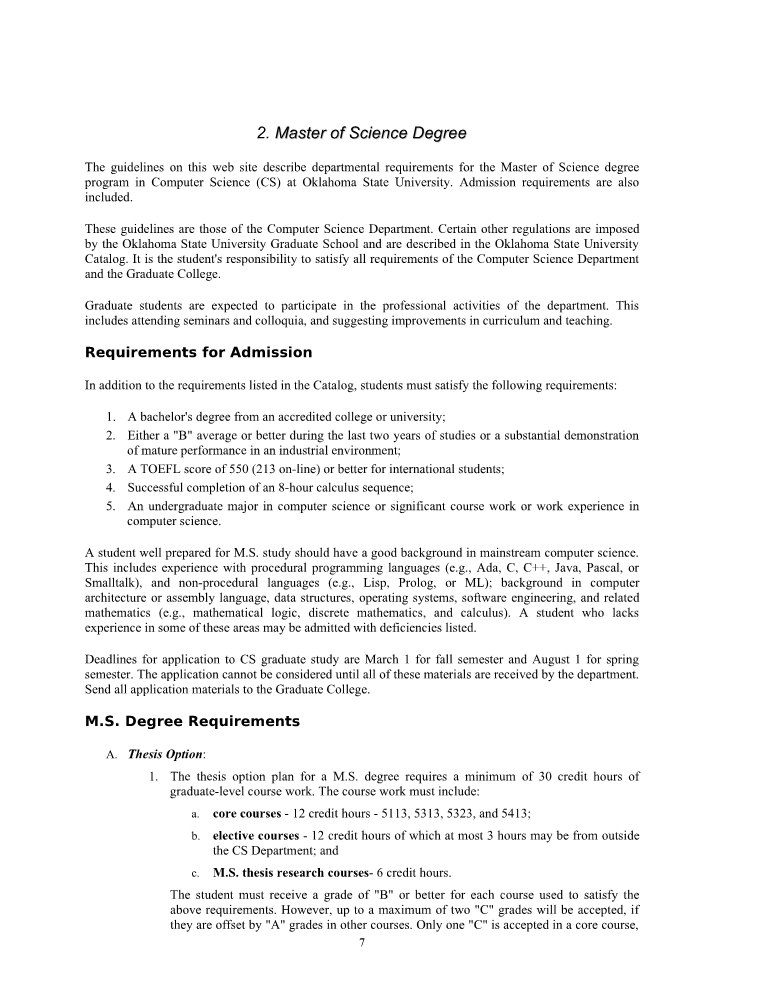 2. Master of Science Degree
The guidelines on this web site describe departmental requirements for the Master of Science degree
program in Computer Science (CS) at Oklahoma State University. Admission requirements are also
included.
These guidelines are those of the Computer Science Department. Certain other regulations are imposed
by the Oklahoma State University Graduate School and are described in the Oklahoma State University
Catalog. It is the student's responsibility to satisfy all requirements of the Computer Science Department
and the Graduate College.
Graduate students are expected to participate in the professional activities of the department. This
includes attending seminars and colloquia, and suggesting improvements in curriculum and teaching.
Requirements for Admission
In addition to the requirements listed in the Catalog, students must satisfy the following requirements:
1. A bachelor's degree from an accredited college or university;
2. Either a "B" average or better during the last two years of studies or a substantial demonstration
of mature performance in an industrial environment;
3. A TOEFL score of 550 (213 on-line) or better for international students;
4. Successful completion of an 8-hour calculus sequence;
5. An undergraduate major in computer science or significant course work or work experience in
computer science.
A student well prepared for M.S. study should have a good background in mainstream computer science.
This includes experience with procedural programming languages (e.g., Ada, C, C++, Java, Pascal, or
Smalltalk), and non-procedural languages (e.g., Lisp, Prolog, or ML); background in computer
architecture or assembly language, data structures, operating systems, software engineering, and related
mathematics (e.g., mathematical logic, discrete mathematics, and calculus). A student who lacks
experience in some of these areas may be admitted with deficiencies listed.
Deadlines for application to CS graduate study are March 1 for fall semester and August 1 for spring
semester. The application cannot be considered until all of these materials are received by the department.
Send all application materials to the Graduate College.
M.S. Degree Requirements
A. Thesis Option:
1. The thesis option plan for a M.S. degree requires a minimum of 30 credit hours of
graduate-level course work. The course work must include:
a. core courses - 12 credit hours - 5113, 5313, 5323, and 5413;
b. elective courses - 12 credit hours of which at most 3 hours may be from outside
the CS Department; and
c. M.S. thesis research courses- 6 credit hours.
The student must receive a grade of "B" or better for each course used to satisfy the
above requirements. However, up to a maximum of two "C" grades will be accepted, if
they are offset by "A" grades in other courses. Only one "C" is accepted in a core course,
7